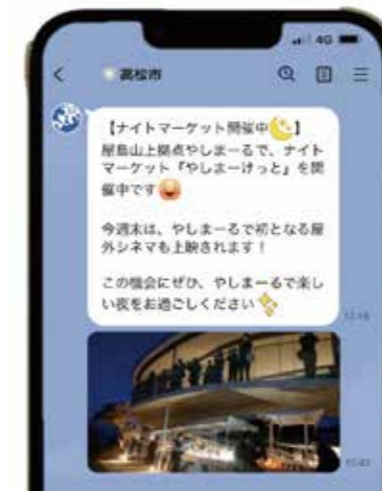 4G
高松市
【ナイトマーケット開催中🌙】
屋島山上拠点やしまーるで、ナイト
マーケット『やしまーけっと』を開
催中です😄
今週末は、やしまーるで初となる屋
外シネマも上映されます！
この機会にぜひ、やしまーるで楽し
い夜をお過ごしください✨